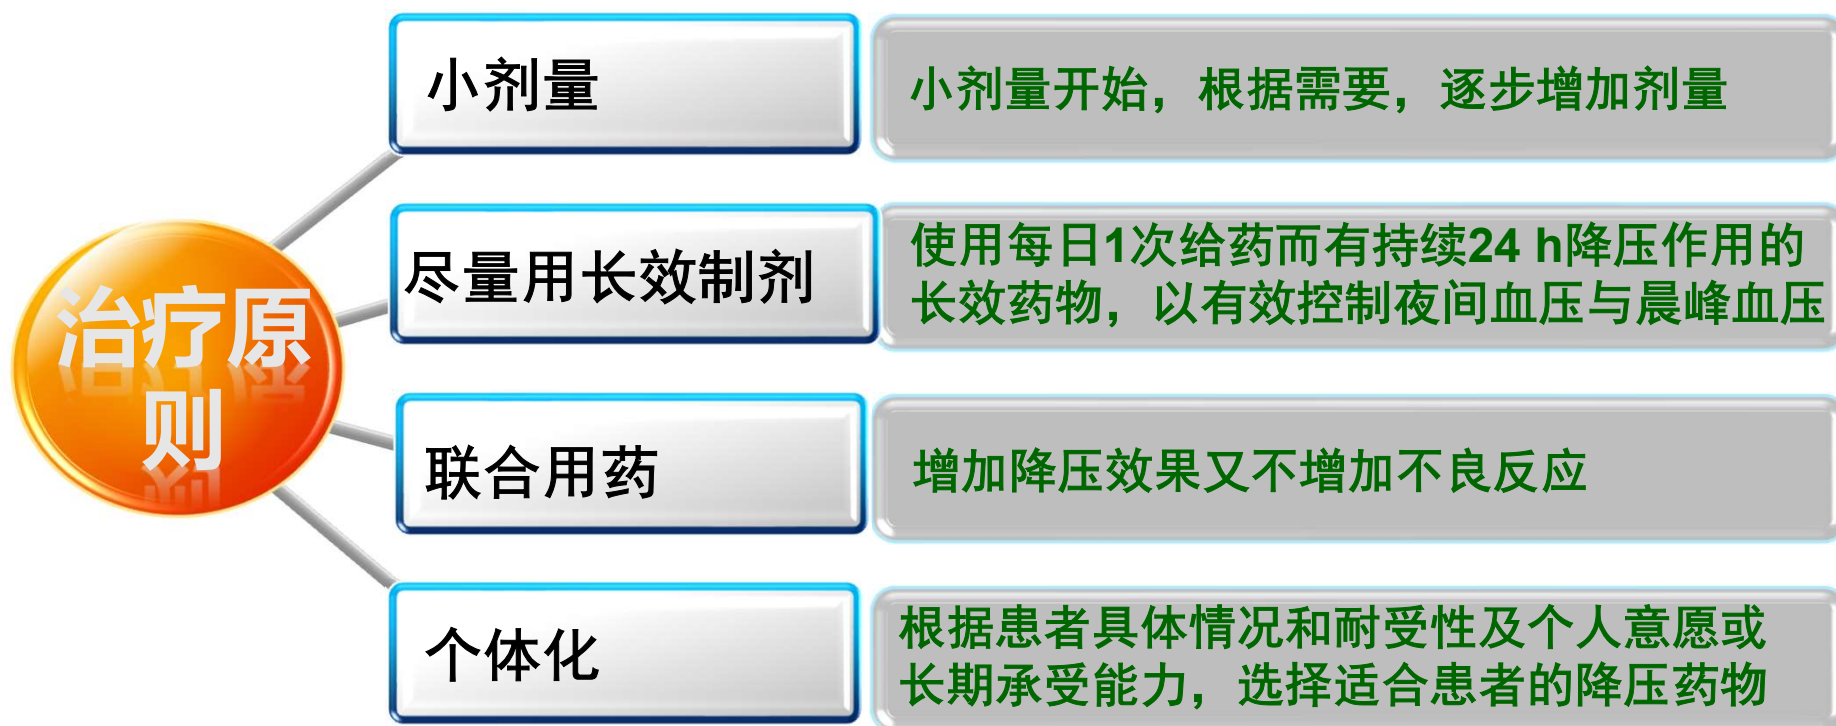 治疗原
则
小剂量
小剂量开始，根据需要，逐步增加剂量
尽量用长效制剂
使用每日1次给药而有持续24 h降压作用的
长效药物，以有效控制夜间血压与晨峰血压
联合用药
增加降压效果又不增加不良反应
个体化
根据患者具体情况和耐受性及个人意愿或
长期承受能力，选择适合患者的降压药物